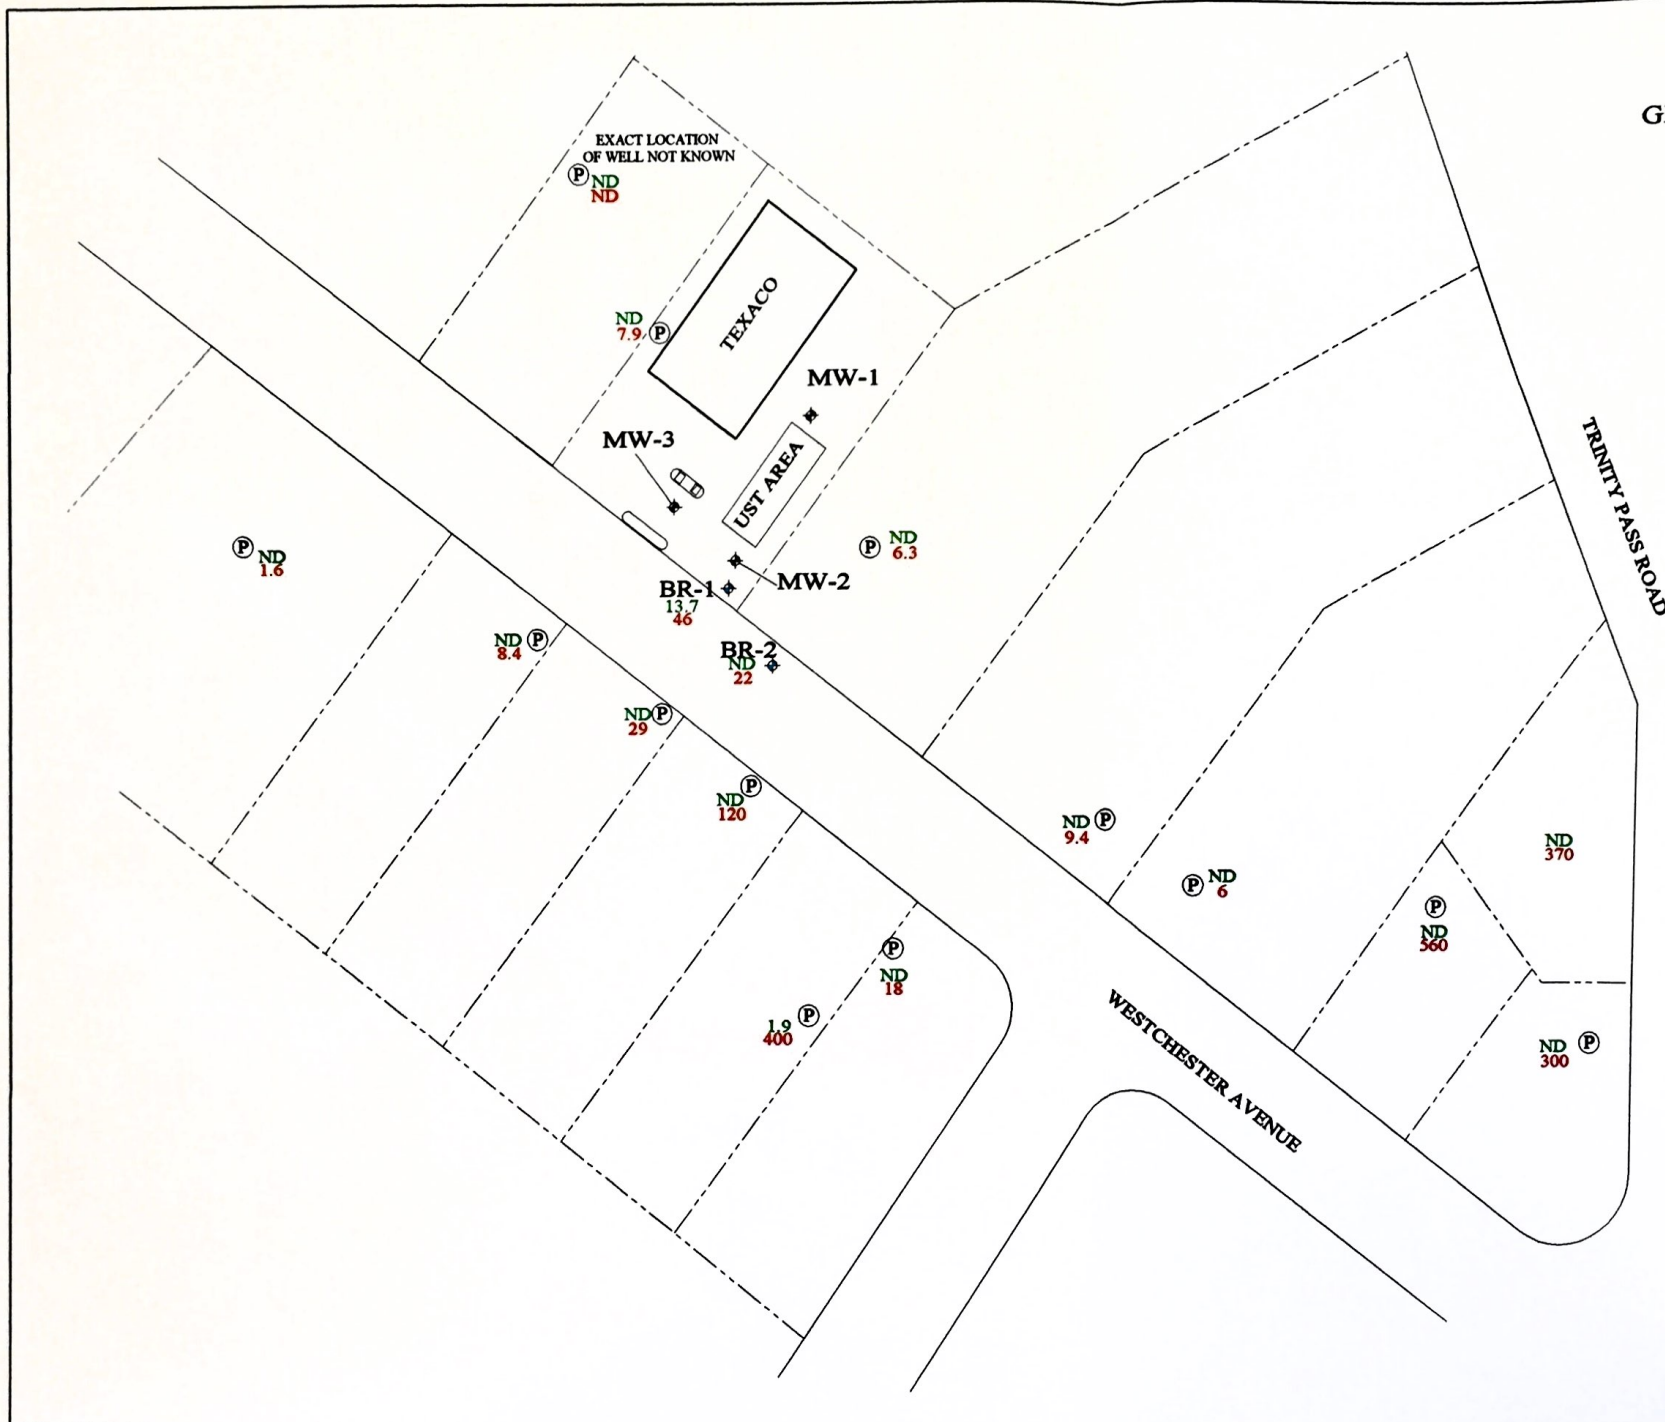 G
EXACT LOCATION
OF WELL NOT KNOWN
P
ND
ND
TEXACO
ND
7.9
P
MW-1
MW-3
UST AREA
TRINITY PASS ROAD
P
ND
1.6
P
ND
6.3
MW-2
BR-1
13.7
46
ND
8.4
P
BR-2
ND
22
ND
29
P
P
ND
120
ND
9.4
P
ND
370
P
ND
6
P
ND
560
P
ND
18
1.9
400
P
WESTCHESTER AVENUE
ND
300
P